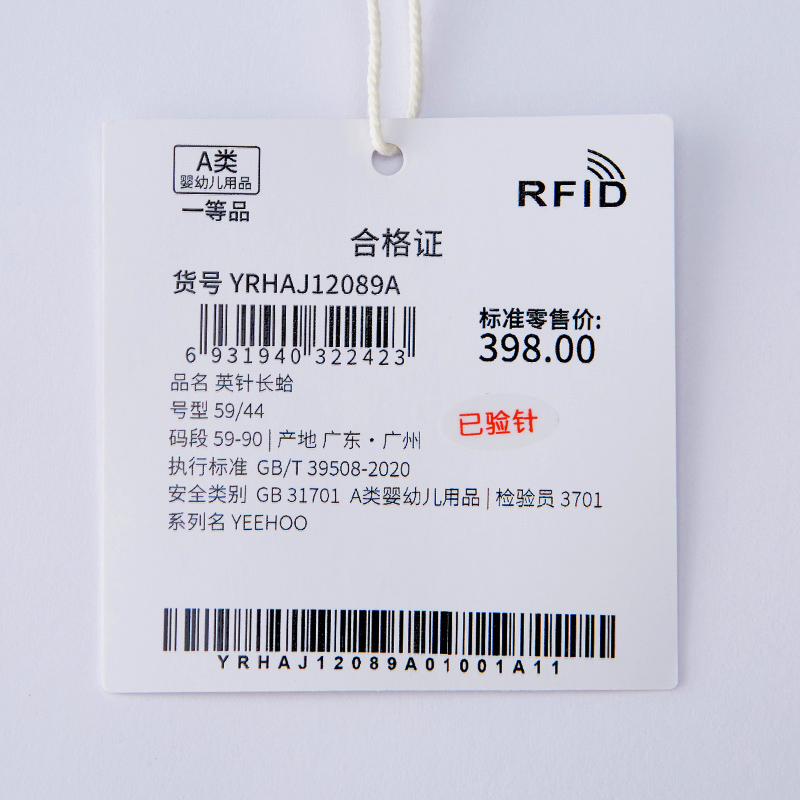 A类
婴幼儿用品
一等品
RFID
合格证
货号 YRHAJ12089A
6 931940 322423
标准零售价:
398.00
品名 英针长蛤
号型 59/44
码段 59-90 | 产地 广东·广州
已验针
执行标准 GB/T 39508-2020
安全类别 GB 31701 A类婴幼儿用品 | 检验员 3701
系列名 YEEHOO
YRHAJ12089A01001A11